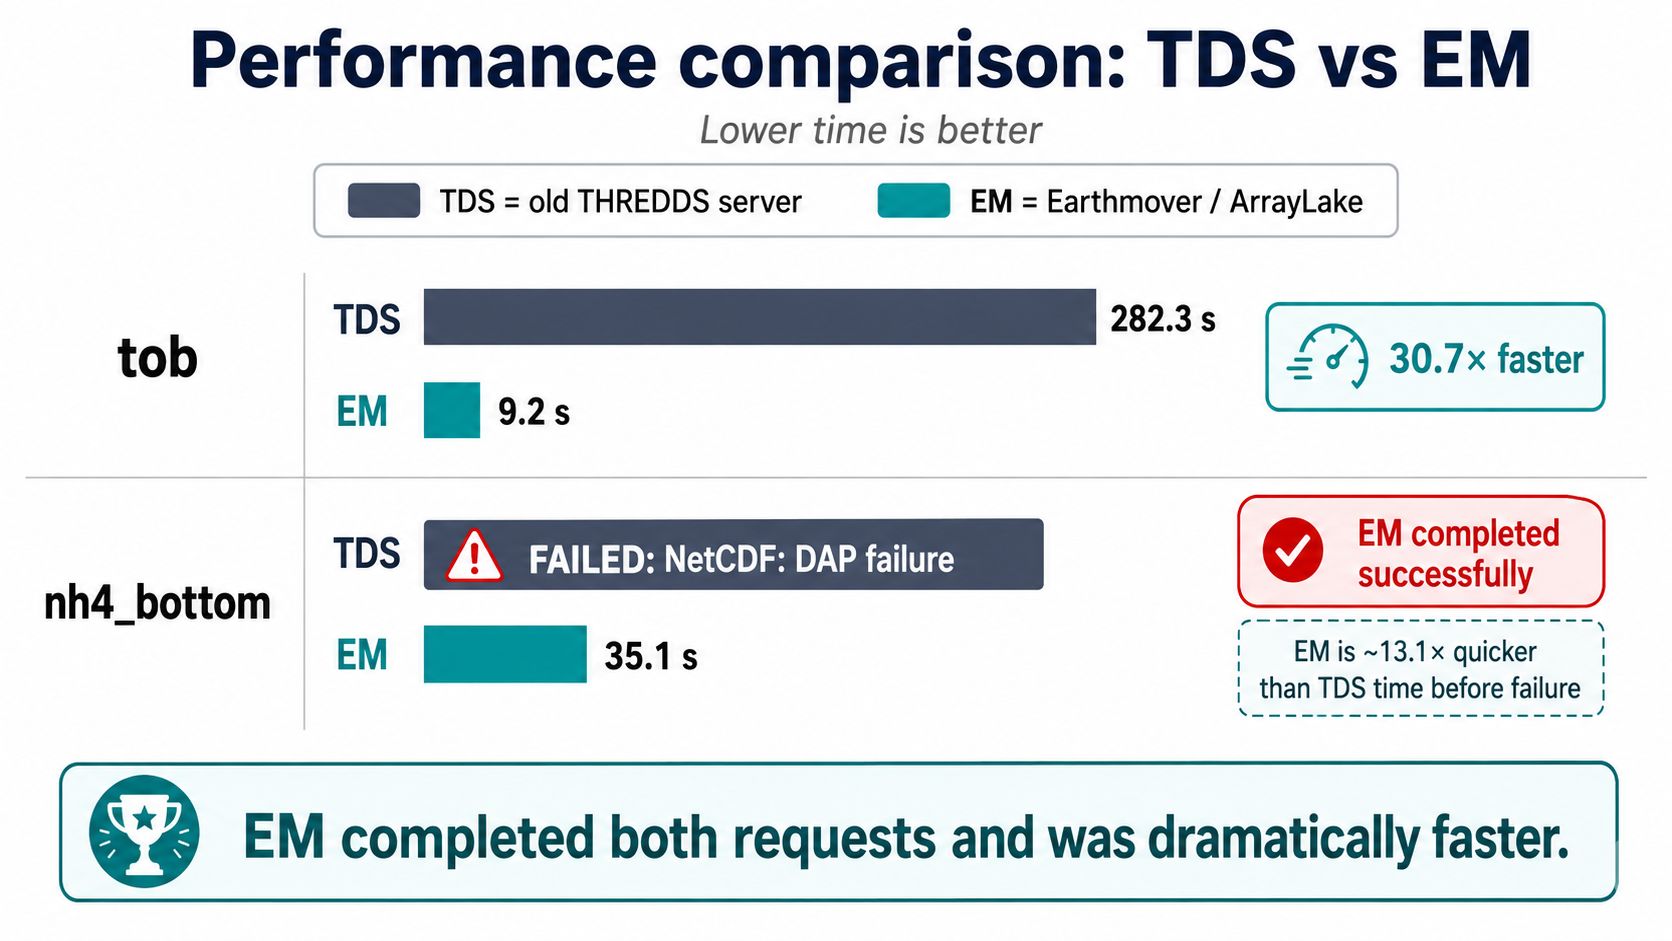 Performance comparison: TDS vs EM
Lower time is better
TDS = old THREDDS server
EM = Earthmover / ArrayLake
tob
TDS
282.3 s
EM
9.2 s
30.7× faster
nh4_bottom
TDS
FAILED: NetCDF: DAP failure
EM
35.1 s
EM completed
successfully
EM is ~13.1× quicker
than TDS time before failure
EM completed both requests and was dramatically faster.